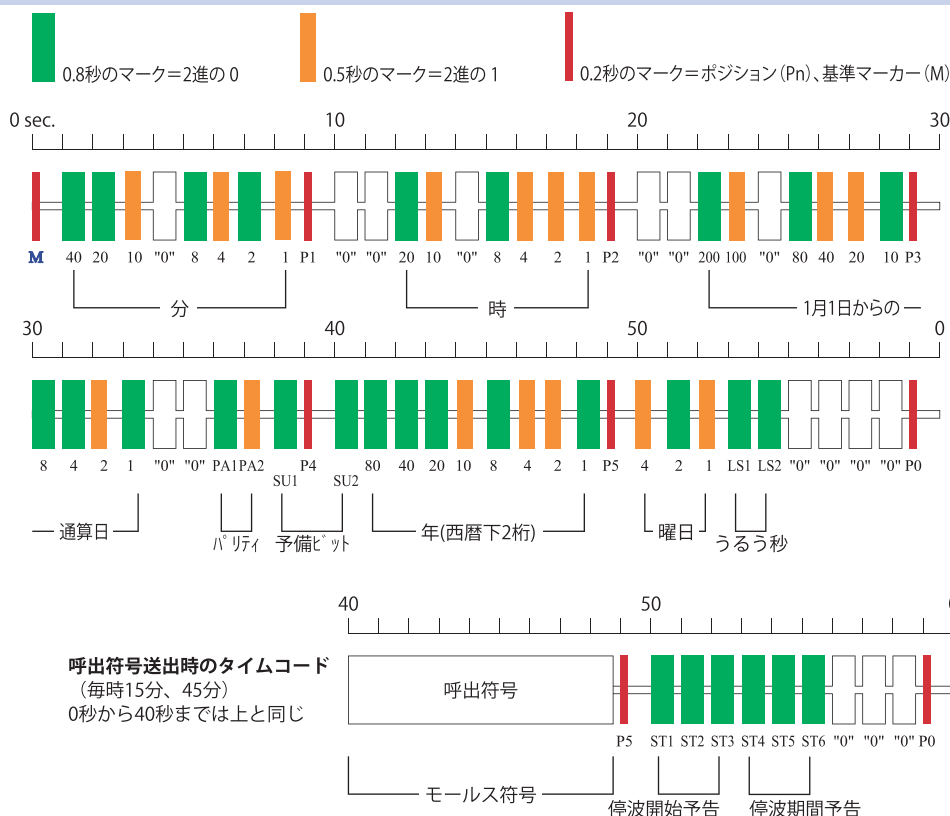 0.8秒のマーク＝2進の 0
0.5秒のマーク＝2進の 1
0.2秒のマーク＝ポジション（Pn）、基準マーカー（M）
0 sec. 10 20 30
M 40 20 10 "0" 8 4 2 1 P1 "0" "0" 20 10 "0" 8 4 2 1 P2 "0" "0" 200 100 "0" 80 40 20 10 P3
分 時 1月1日からの
30 40 50 0
8 4 2 1 "0" "0" PA1 PA2 SU1 P4 SU2 80 40 20 10 8 4 2 1 P5 4 2 1 LS1 LS2 "0" "0" "0" "0" P0
通算日 パリティ 予備ビット 年(西暦下2桁) 曜日 うるう秒
40 50
呼出符号送出時のタイムコード
（毎時15分、45分）
0秒から40秒までは上と同じ
呼出符号
P5 ST1 ST2 ST3 ST4 ST5 ST6 "0" "0" "0" P0
モールス符号
停波開始予告 停波期間予告